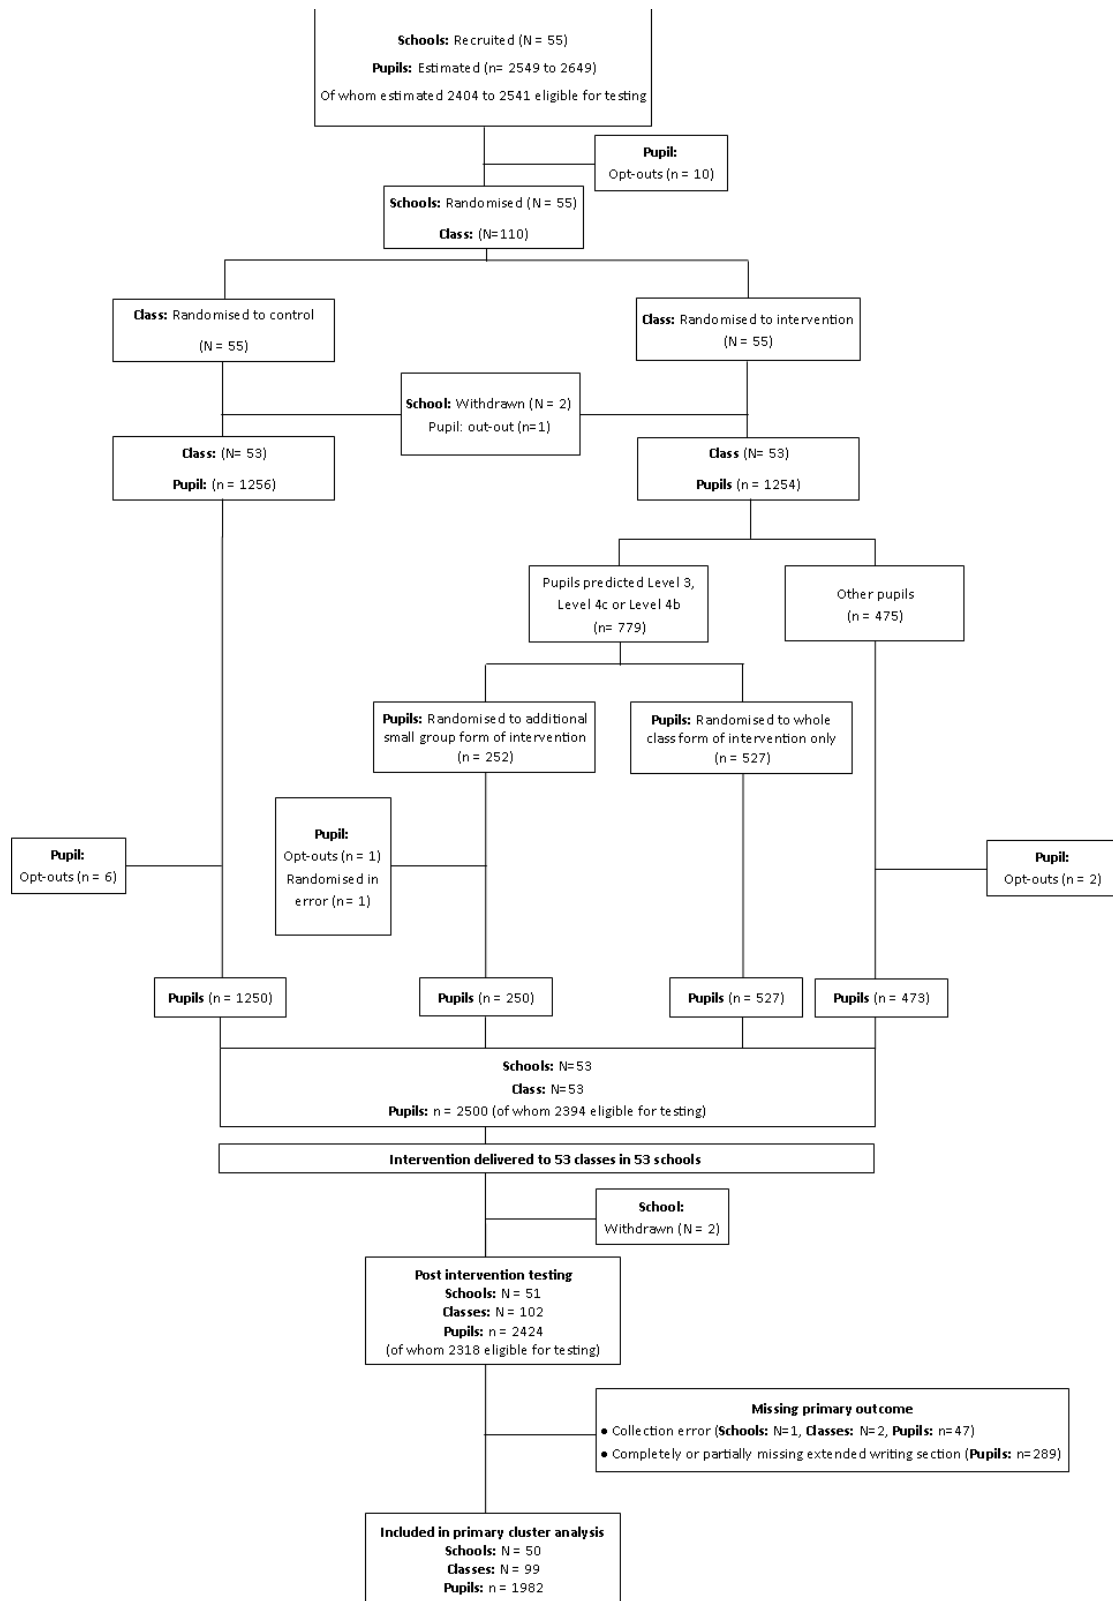 Schools: Recruited (N = 55)
Pupils: Estimated (n= 2549 to 2649)
Of whom estimated 2404 to 2541 eligible for testing
Pupil:
Opt-outs (n = 10)
Schools: Randomised (N = 55)
Class: (N=110)
Class: Randomised to control
(N = 55)
Class: Randomised to intervention
(N = 55)
School: Withdrawn (N = 2)
Pupil: out-out (n=1)
Class: (N= 53)
Pupil: (n = 1256)
Class (N= 53)
Pupils (n = 1254)
Pupils predicted Level 3,
Level 4c or Level 4b
(n= 779)
Other pupils
(n = 475)
Pupils: Randomised to additional
small group form of intervention
(n = 252)
Pupils: Randomised to whole
class form of intervention only
(n = 527)
Pupil:
Opt-outs (n = 6)
Pupil:
Opt-outs (n = 1)
Randomised in
error (n = 1)
Pupil:
Opt-outs (n = 2)
Pupils (n = 1250)
Pupils (n = 250)
Pupils (n = 527)
Pupils (n = 473)
Schools: N=53
Class: N=53
Pupils: n = 2500 (of whom 2394 eligible for testing)
Intervention delivered to 53 classes in 53 schools
School:
Withdrawn (N = 2)
Post intervention testing
Schools: N = 51
Classes: N = 102
Pupils: n = 2424
(of whom 2318 eligible for testing)
Missing primary outcome
• Collection error (Schools: N=1, Classes: N=2, Pupils: n=47)
• Completely or partially missing extended writing section (Pupils: n=289)
Included in primary cluster analysis
Schools: N = 50
Classes: N = 99
Pupils: n = 1982